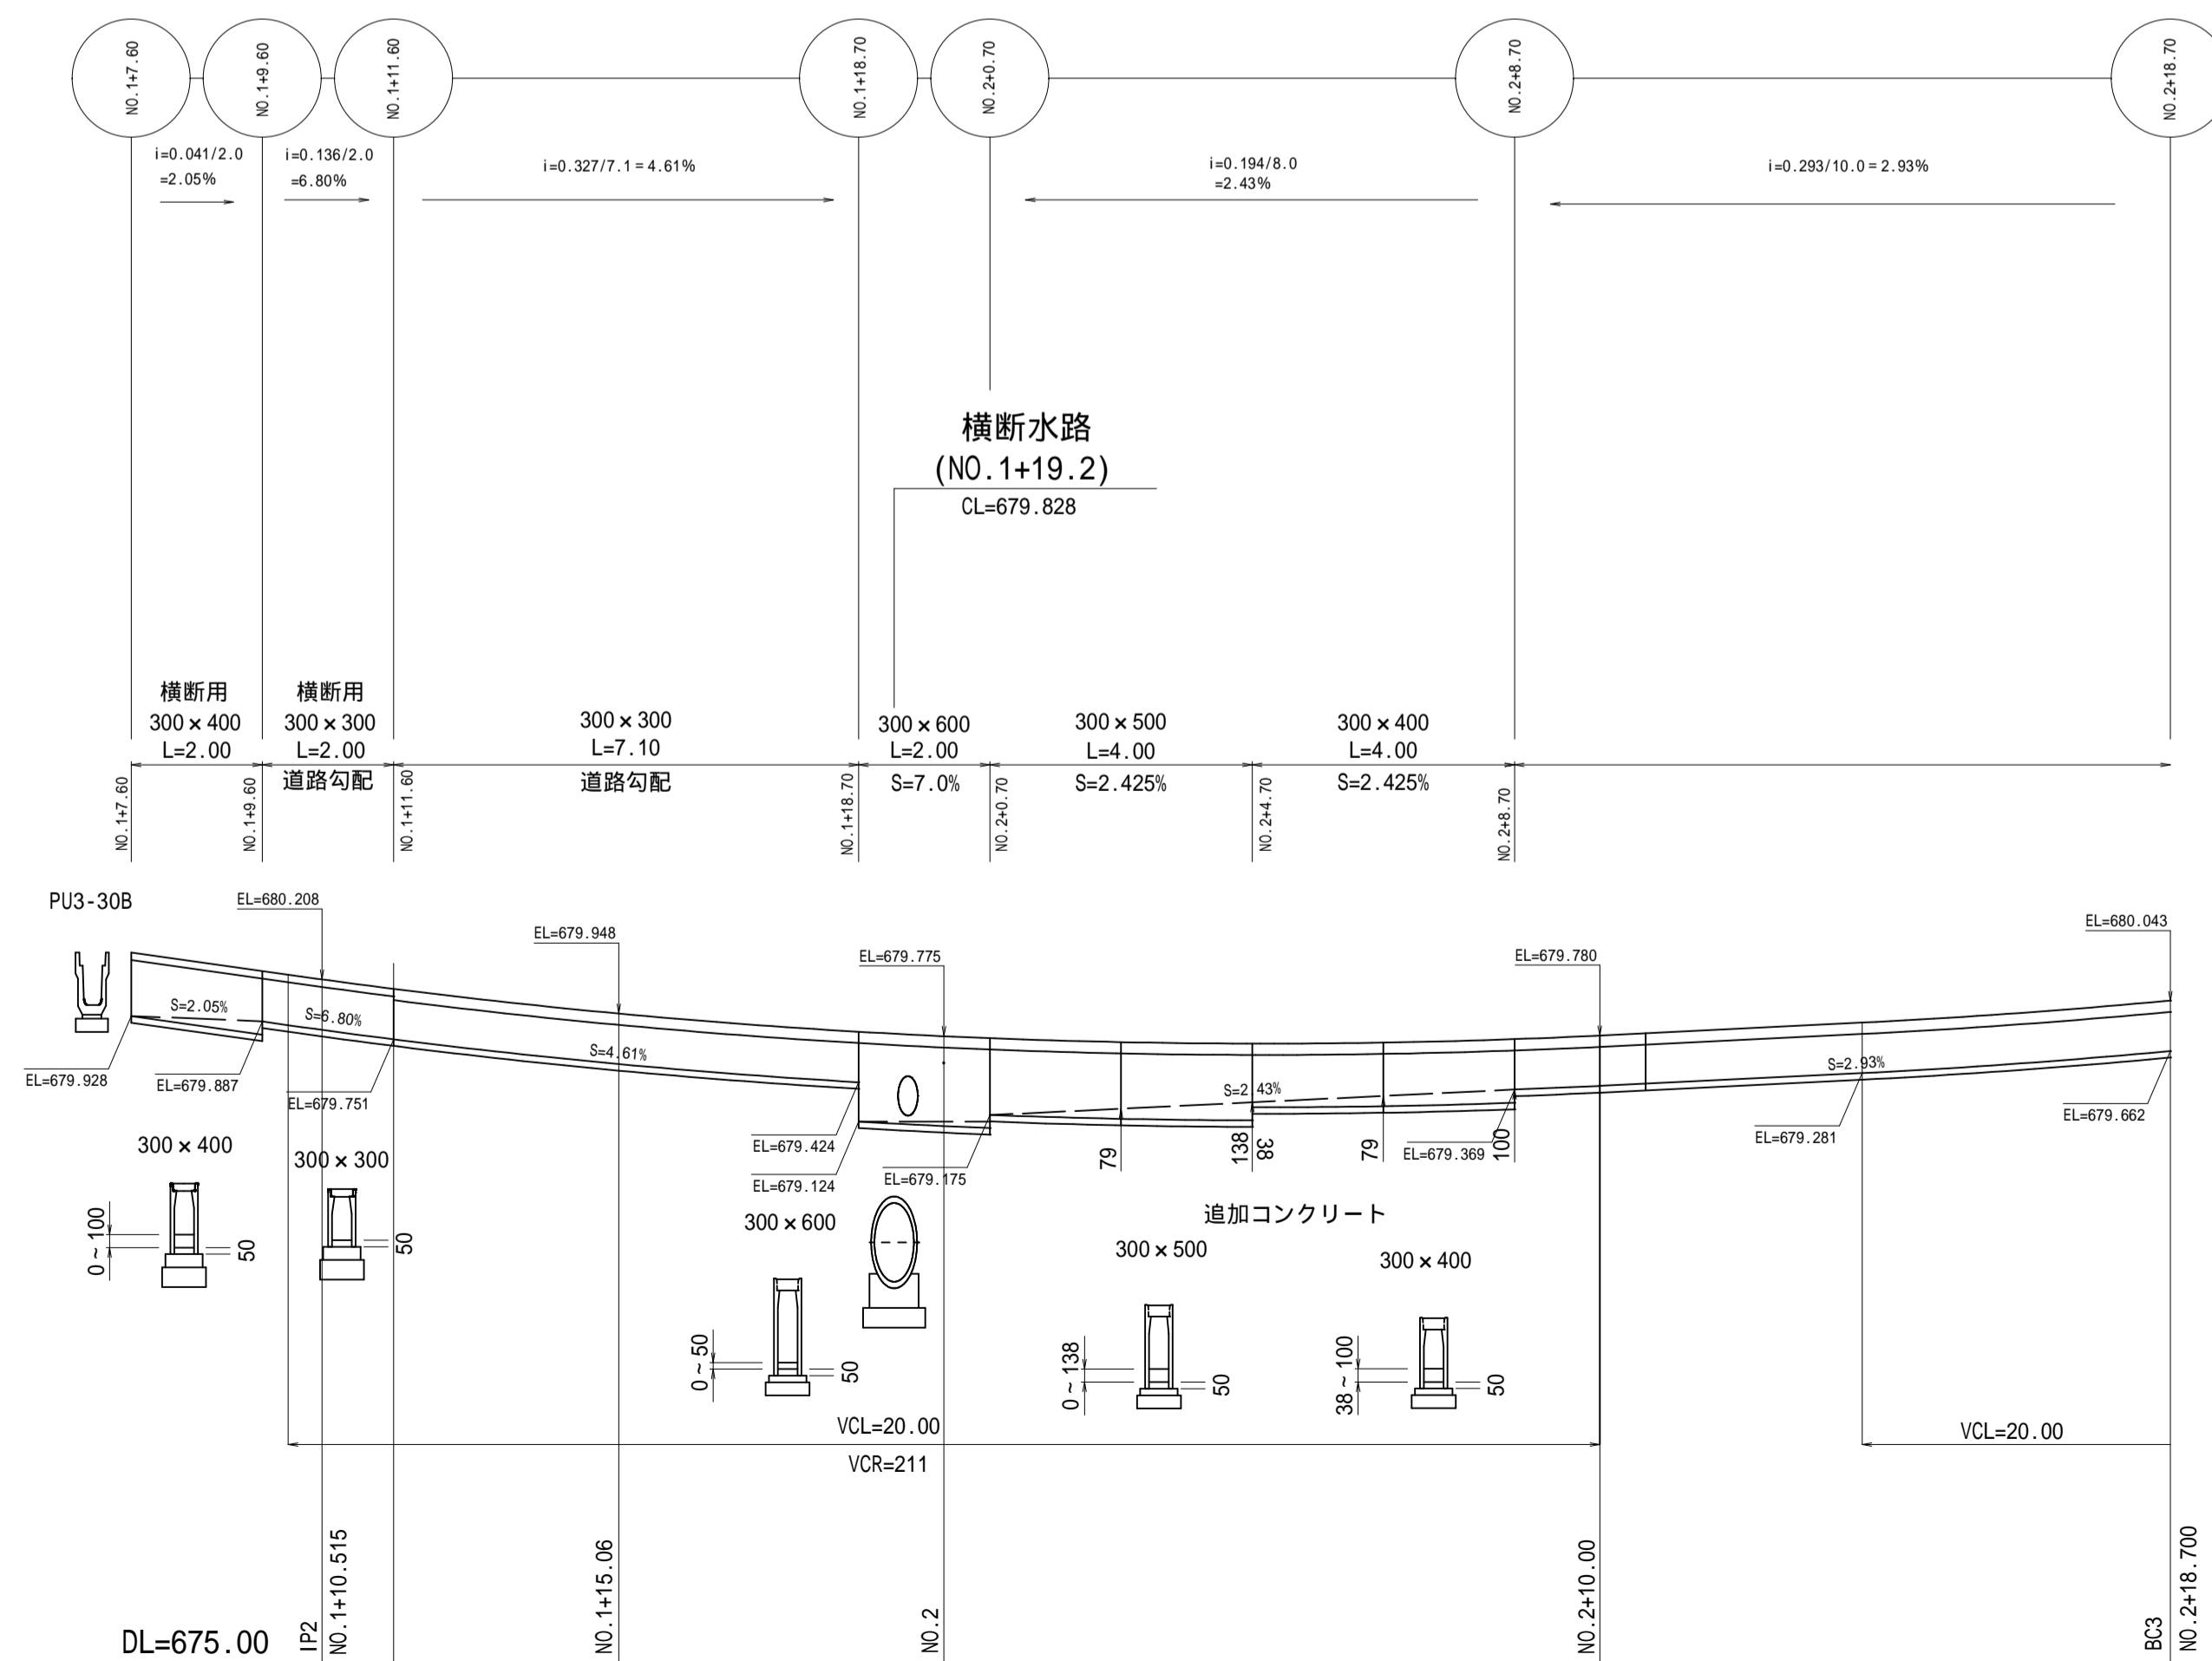 NO.1+7.60
NO.1+9.60
NO.1+11.60
NO.1+18.70
NO.2+0.70
NO.2+8.70
NO.2+18.70
i=0.041/2.0
=2.05%
i=0.136/2.0
=6.80%
i=0.327/7.1=4.61%
i=0.194/8.0
=2.43%
i=0.293/10.0=2.93%
横断水路
(NO.1+19.2)
CL=679.828
横断用
300×400
L=2.00
横断用
300×300
L=2.00
道路勾配
300×300
L=7.10
道路勾配
300×600
L=2.00
S=7.0%
300×500
L=4.00
S=2.425%
300×400
L=4.00
S=2.425%
NO.1+7.60
NO.1+9.60
NO.1+11.60
NO.1+18.70
NO.2+0.70
NO.2+4.70
NO.2+8.70
PU3-30B
EL=680.208
EL=679.948
EL=679.775
EL=679.780
EL=680.043
S=2.05%
S=6.80%
S=4.61%
S=2.43%
S=2.93%
EL=679.928
EL=679.887
EL=679.751
EL=679.424
EL=679.124
EL=679.175
79
138
38
79
EL=679.369
100
EL=679.281
EL=679.662
300×400
0~100
50
300×300
50
300×600
0~50
50
追加コンクリート
300×500
0~138
50
300×400
38~100
50
VCL=20.00
VCR=211
VCL=20.00
DL=675.00
IP2
NO.1+10.515
NO.1+15.06
NO.2
NO.2+10.00
BC3
NO.2+18.700